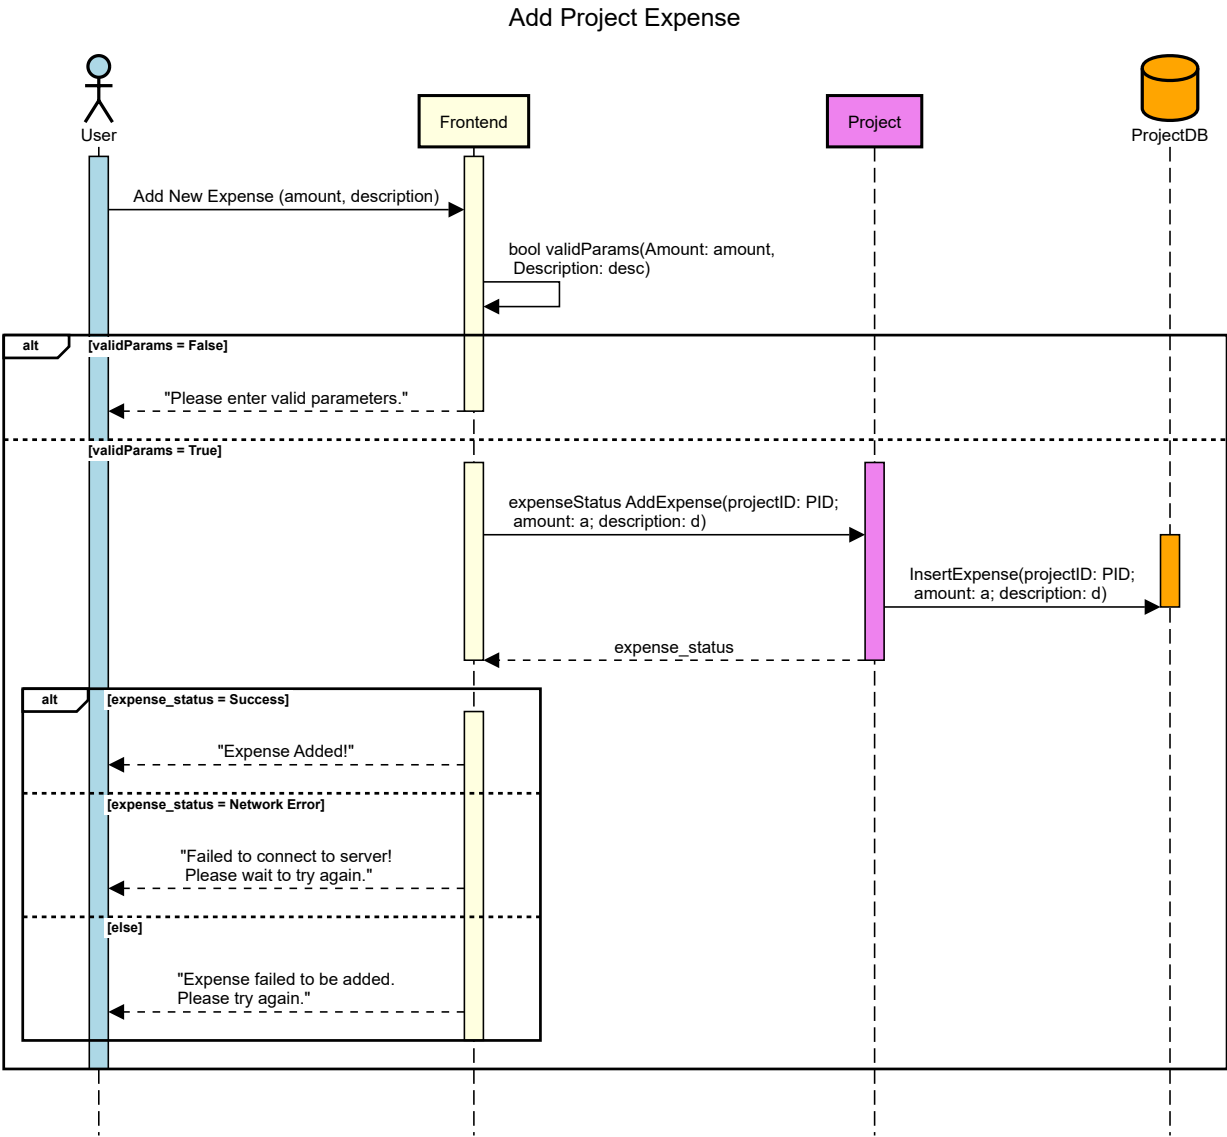 Add Project Expense
User
Frontend
Project
ProjectDB
Add New Expense (amount, description)
bool validParams(Amount: amount,
Description: desc)
alt
[validParams = False]
"Please enter valid parameters."
[validParams = True]
expenseStatus AddExpense(projectID: PID;
amount: a; description: d)
InsertExpense(projectID: PID;
amount: a; description: d)
expense_status
alt
[expense_status = Success]
"Expense Added!"
[expense_status = Network Error]
"Failed to connect to server!
Please wait to try again."
[else]
"Expense failed to be added.
Please try again."